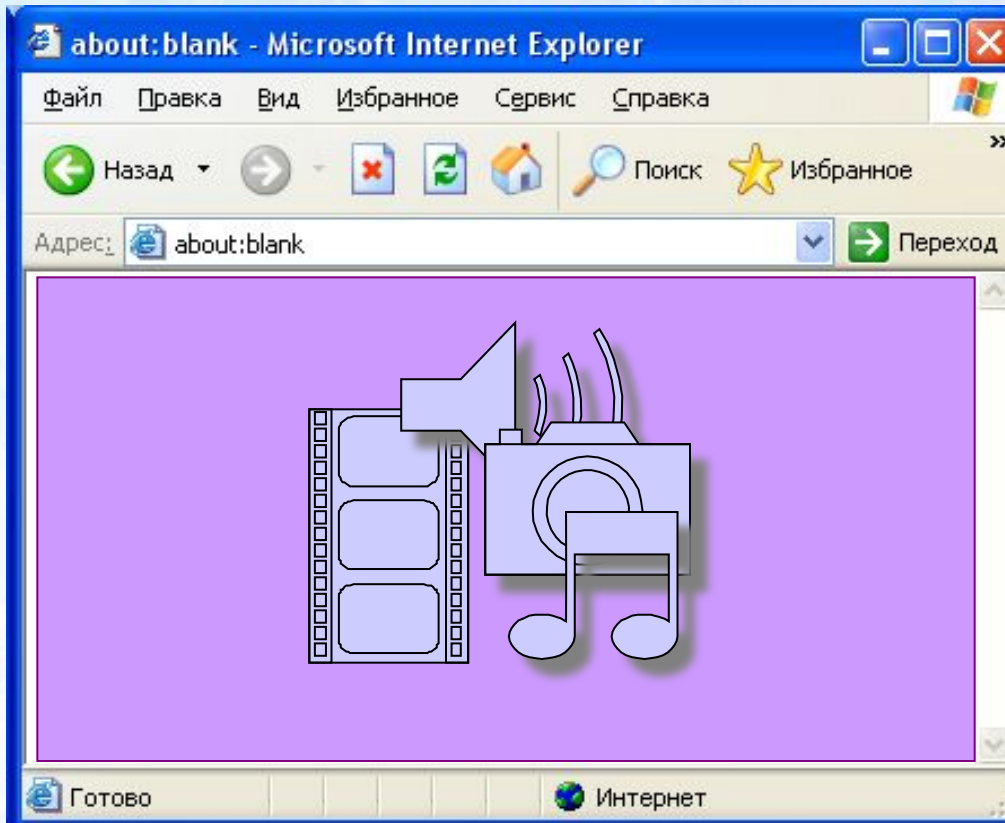 about:blank - Microsoft Internet Explorer
Файл Правка Вид Избранное Сервис Справка
Назад Поиск Избранное »
Адрес: about:blank Переход
Готово Интернет